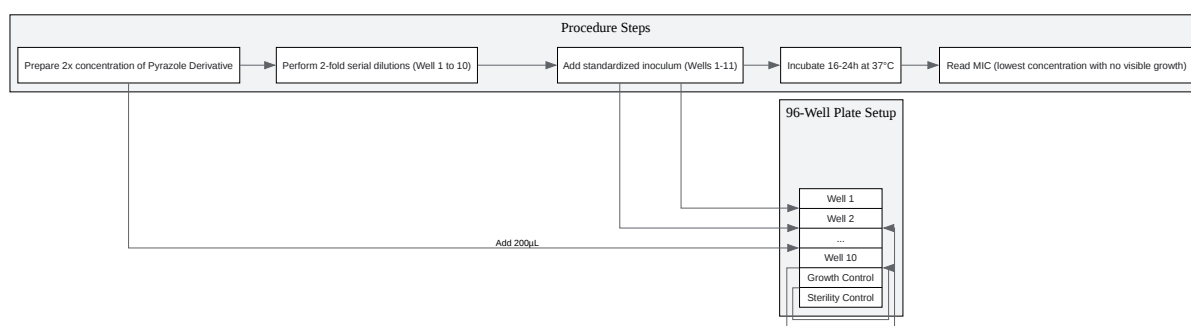 Procedure Steps
Prepare 2x concentration of Pyrazole Derivative
Perform 2-fold serial dilutions (Well 1 to 10)
Add standardized inoculum (Wells 1-11)
Incubate 16-24h at 37°C
Read MIC (lowest concentration with no visible growth)
96-Well Plate Setup
Well 1
Well 2
...
Well 10
Growth Control
Sterility Control
Add 200µL